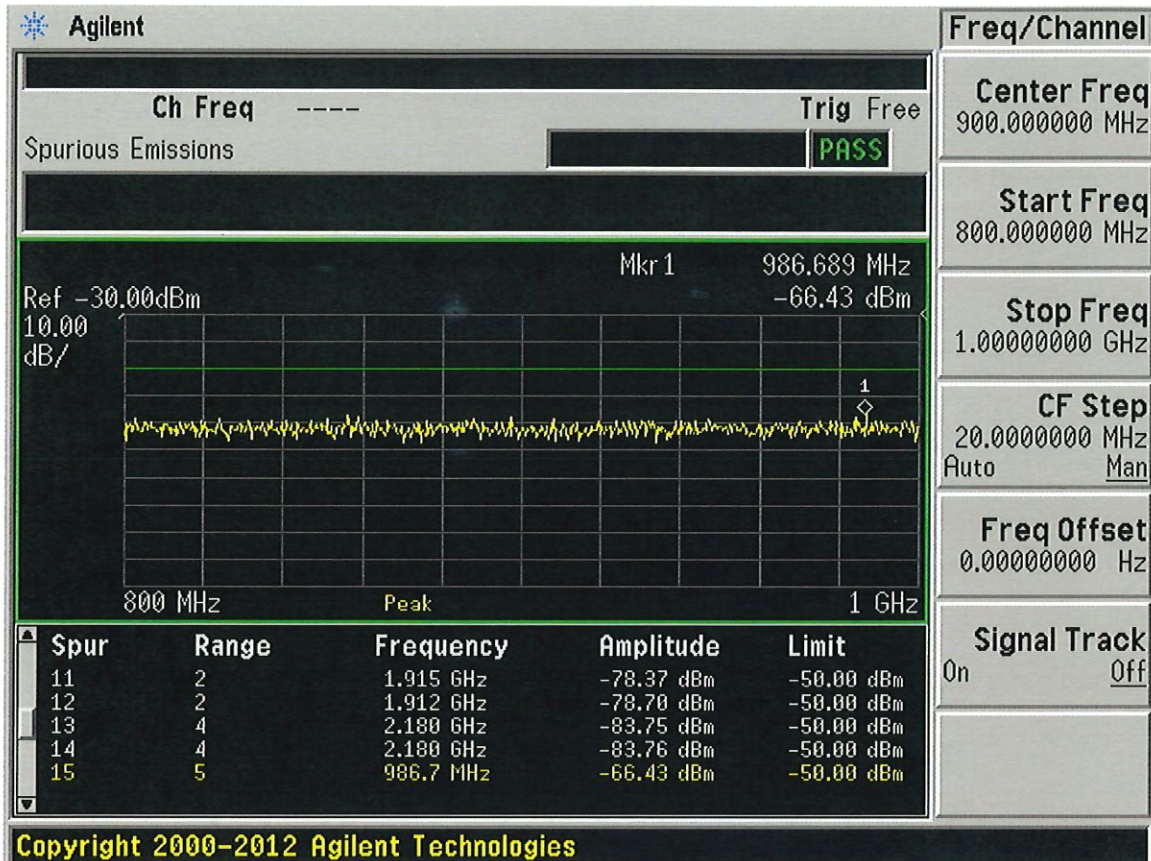 Agilent
Freq/Channel
Ch Freq ----
Trig Free
Spurious Emissions
PASS
Mkr1 986.689 MHz
-66.43 dBm
Ref -30.00dBm
10.00
dB/
1
800 MHz
Peak
1 GHz
Spur Range Frequency Amplitude Limit
11 2 1.915 GHz -78.37 dBm -50.00 dBm
12 2 1.912 GHz -78.70 dBm -50.00 dBm
13 4 2.180 GHz -83.75 dBm -50.00 dBm
14 4 2.180 GHz -83.76 dBm -50.00 dBm
15 5 986.7 MHz -66.43 dBm -50.00 dBm
Copyright 2000-2012 Agilent Technologies
Center Freq
900.000000 MHz
Start Freq
800.000000 MHz
Stop Freq
1.00000000 GHz
CF Step
20.0000000 MHz
Auto Man
Freq Offset
0.00000000 Hz
Signal Track
On Off